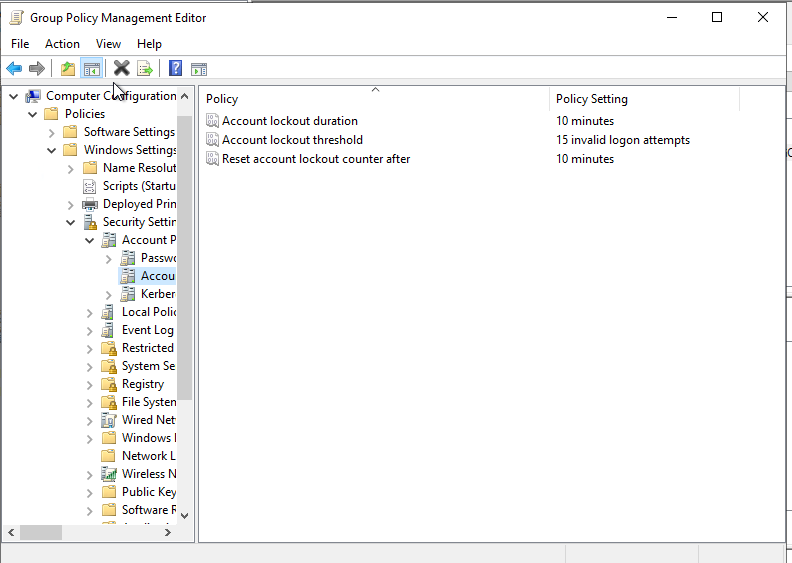 Group Policy Management Editor
File Action View Help
Computer Configuration
Policies
Software Settings
Windows Settings
Name Resolut
Scripts (Startu
Deployed Prin
Security Settin
Account P
Passwo
Accou
Kerber
Local Polic
Event Log
Restricted
System Se
Registry
File System
Wired Net
Windows
Network L
Wireless N
Public Key
Software R
Policy Policy Setting
Account lockout duration 10 minutes
Account lockout threshold 15 invalid logon attempts
Reset account lockout counter after 10 minutes